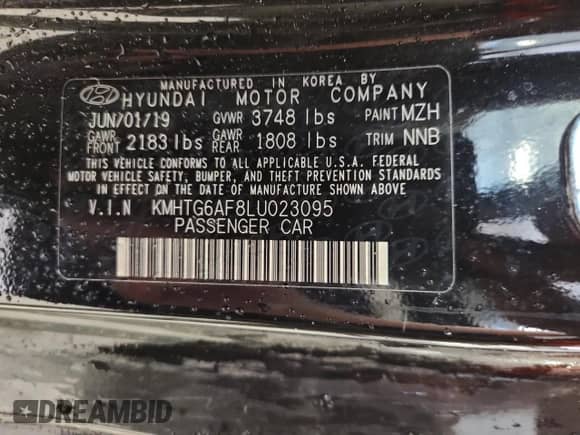 MANUFACTURED IN KOREA BY
HYUNDAI MOTOR COMPANY
JUN/01/19 GVWR 3748 lbs PAINT MZH
GAWR FRONT 2183 lbs GAWR REAR 1808 lbs TRIM NNB
THIS VEHICLE CONFORMS TO ALL APPLICABLE U.S.A. FEDERAL
MOTOR VEHICLE SAFETY, BUMPER, AND THEFT PREVENTION STANDARDS
IN EFFECT ON THE DATE OF MANUFACTURE SHOWN ABOVE.
V.I.N KMHTG6AF8LU023095
PASSENGER CAR
DREAMBID